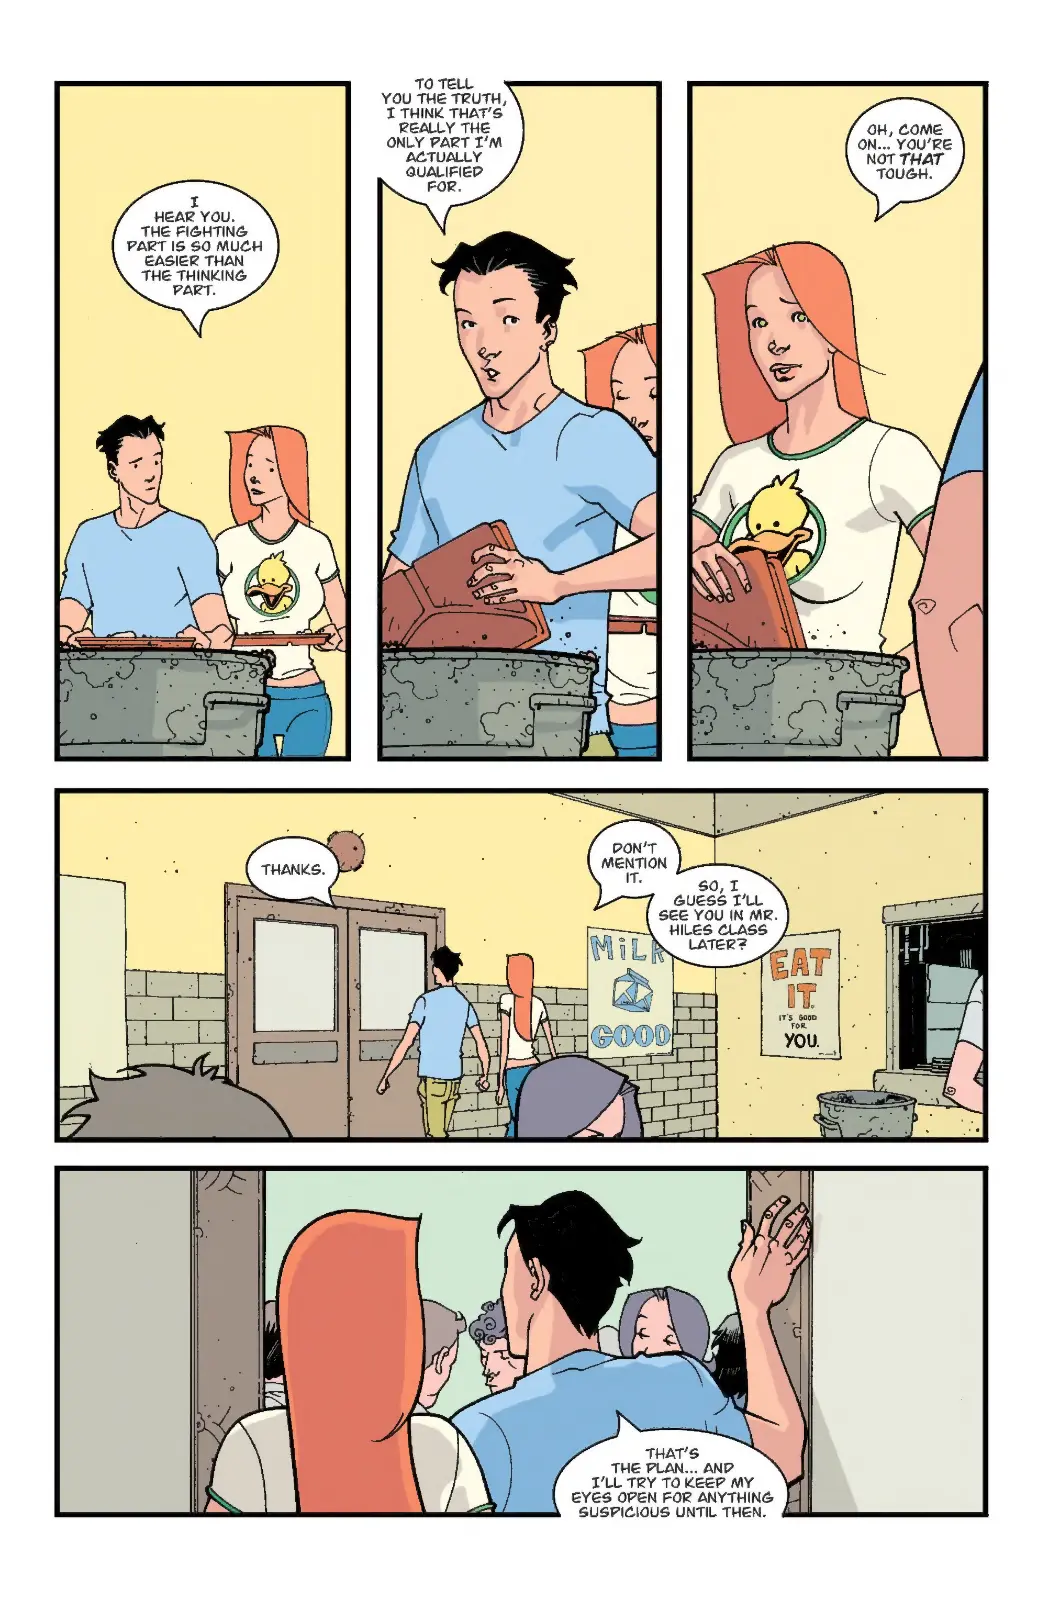 I
HEAR YOU.
THE FIGHTING
PART IS SO MUCH
EASIER THAN
THE THINKING
PART.
TO TELL
YOU THE TRUTH,
I THINK THAT'S
REALLY THE
ONLY PART I'M
ACTUALLY
QUALIFIED
FOR.
OH, COME
ON... YOU'RE
NOT THAT
TOUGH.
THANKS.
DON'T
MENTION
IT.
SO, I
GUESS I'LL
SEE YOU IN MR.
HILES CLASS
LATER?
MiLK
GOOD
EAT
IT.
IT'S GOOD
FOR
YOU.
THAT'S
THE PLAN... AND
I'LL TRY TO KEEP MY
EYES OPEN FOR ANYTHING
SUSPICIOUS UNTIL THEN.